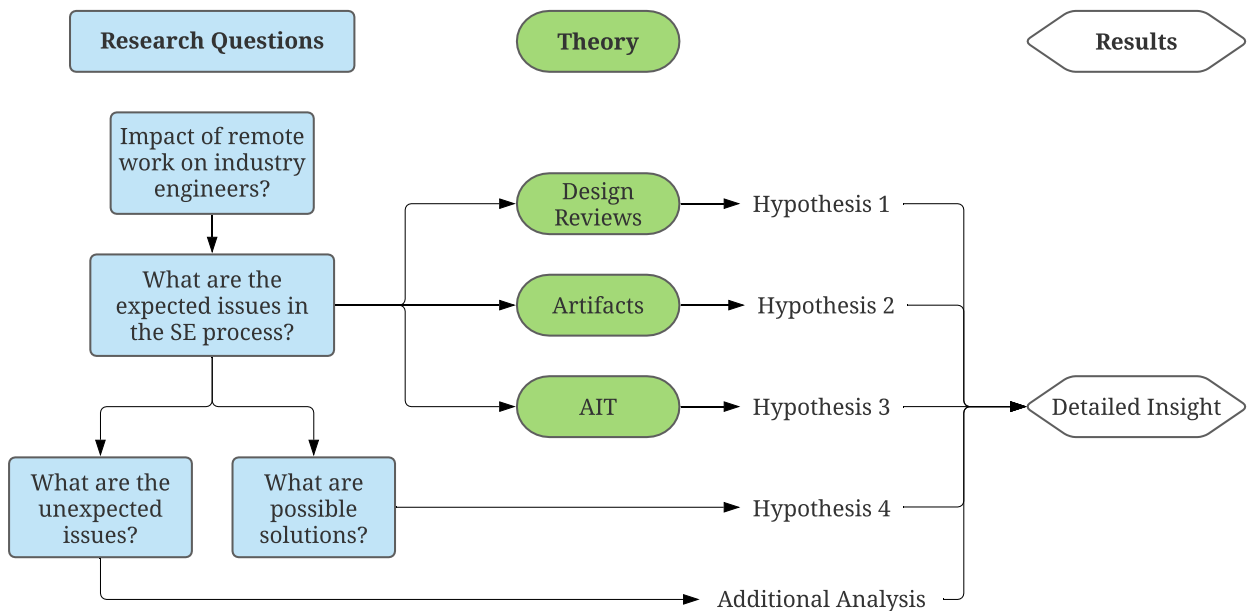 Research Questions
Theory
Results
Impact of remote
work on industry
engineers?
Design
Reviews
Hypothesis 1
What are the
expected issues in
the SE process?
Artifacts
Hypothesis 2
AIT
Hypothesis 3
Detailed Insight
What are the
unexpected
issues?
What are
possible
solutions?
Hypothesis 4
Additional Analysis